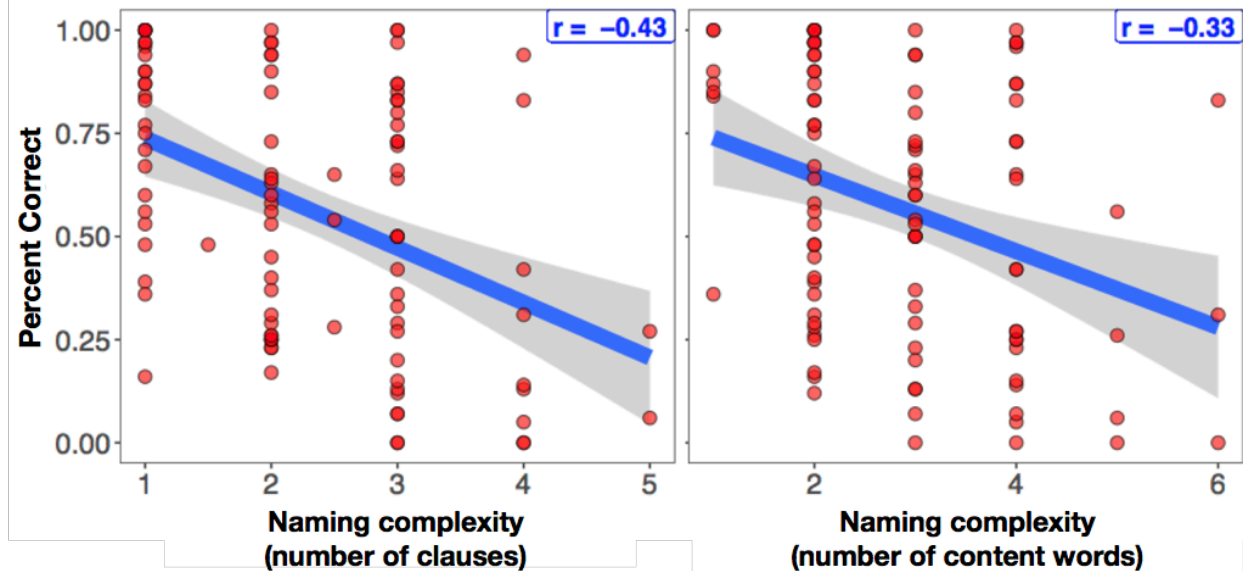 r = −0.43
r = −0.33
Percent Correct
1.00
0.75
0.50
0.25
0.00
1 2 3 4 5
2 4 6
Naming complexity
(number of clauses)
Naming complexity
(number of content words)